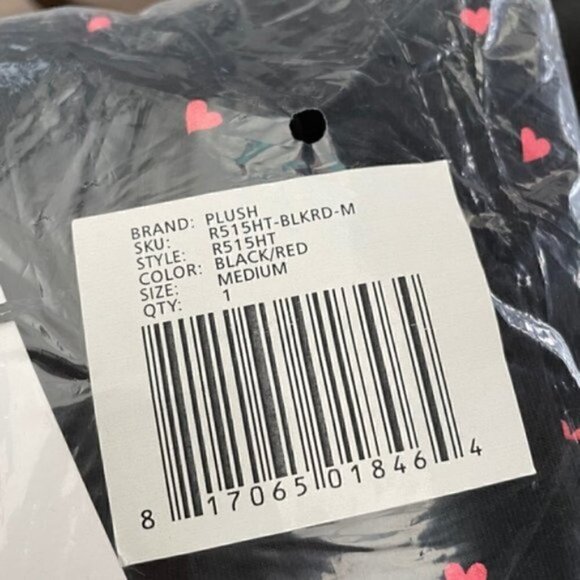 BRAND: PLUSH
SKU: R515HT-BLKRD-M
STYLE: R515HT
COLOR: BLACK/RED
SIZE: MEDIUM
QTY: 1
8 17065 01846 4